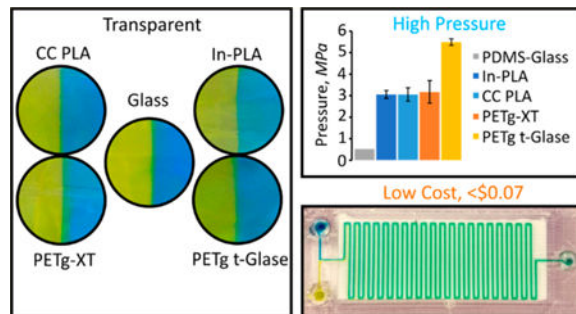 Transparent
CC PLA
In-PLA
Glass
PETg-XT
PETg t-Glase
High Pressure
Pressure, MPa
6
5
4
3
2
1
0
PDMS-Glass
In-PLA
CC PLA
PETg-XT
PETg t-Glase
Low Cost, <$0.07